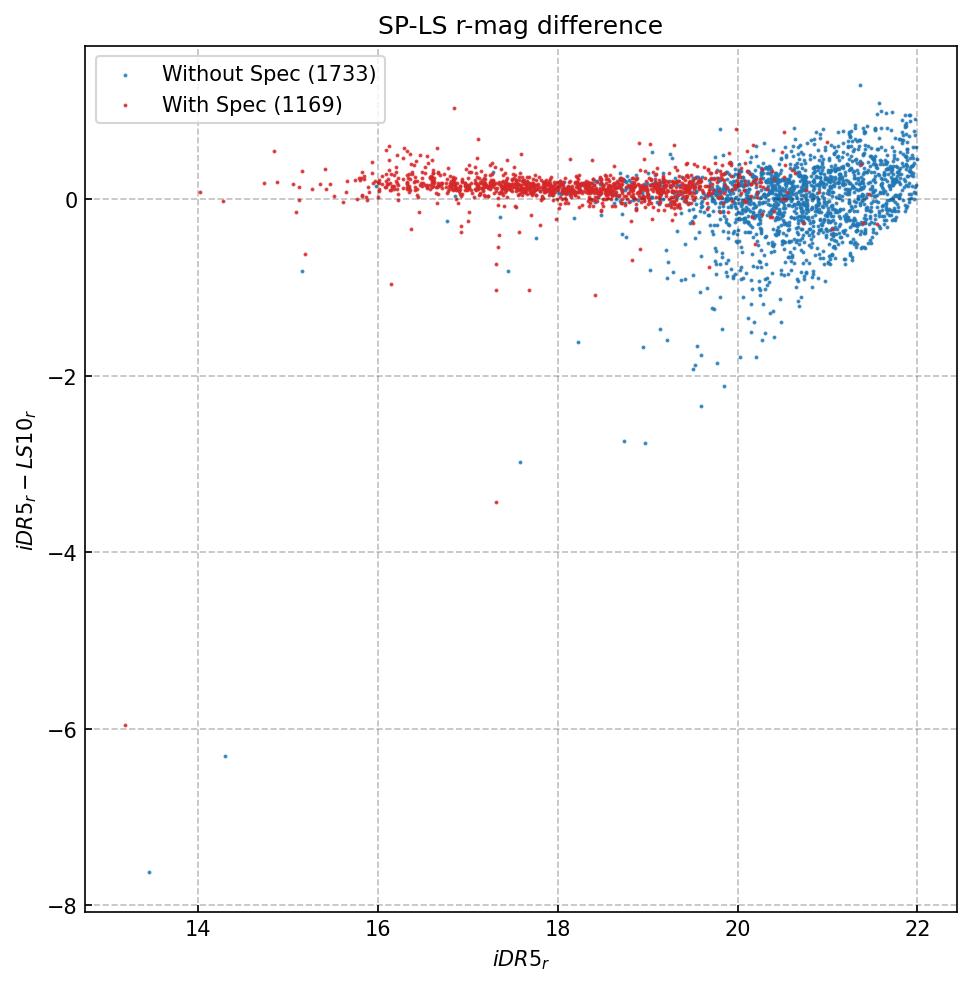 SP-LS r-mag difference
Without Spec (1733)
With Spec (1169)
0
−2
−4
−6
−8
iDR5r − LS10r
14 16 18 20 22
iDR5r